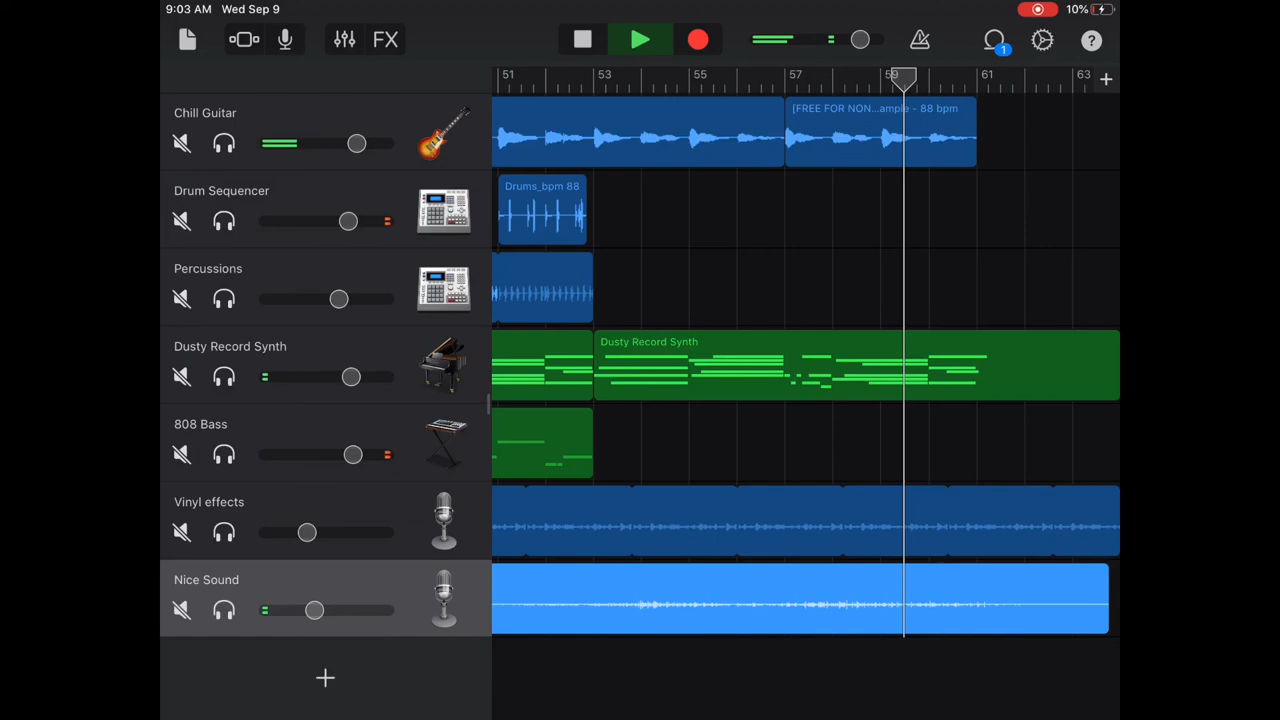 9:03 AM Wed Sep 9
10%
FX
1
?
51 53 55 57 59 61 63 +
Chill Guitar
[FREE FOR NON...ample - 88 bpm
Drum Sequencer
Drums_bpm 88
Percussions
Dusty Record Synth
Dusty Record Synth
808 Bass
Vinyl effects
Nice Sound
+